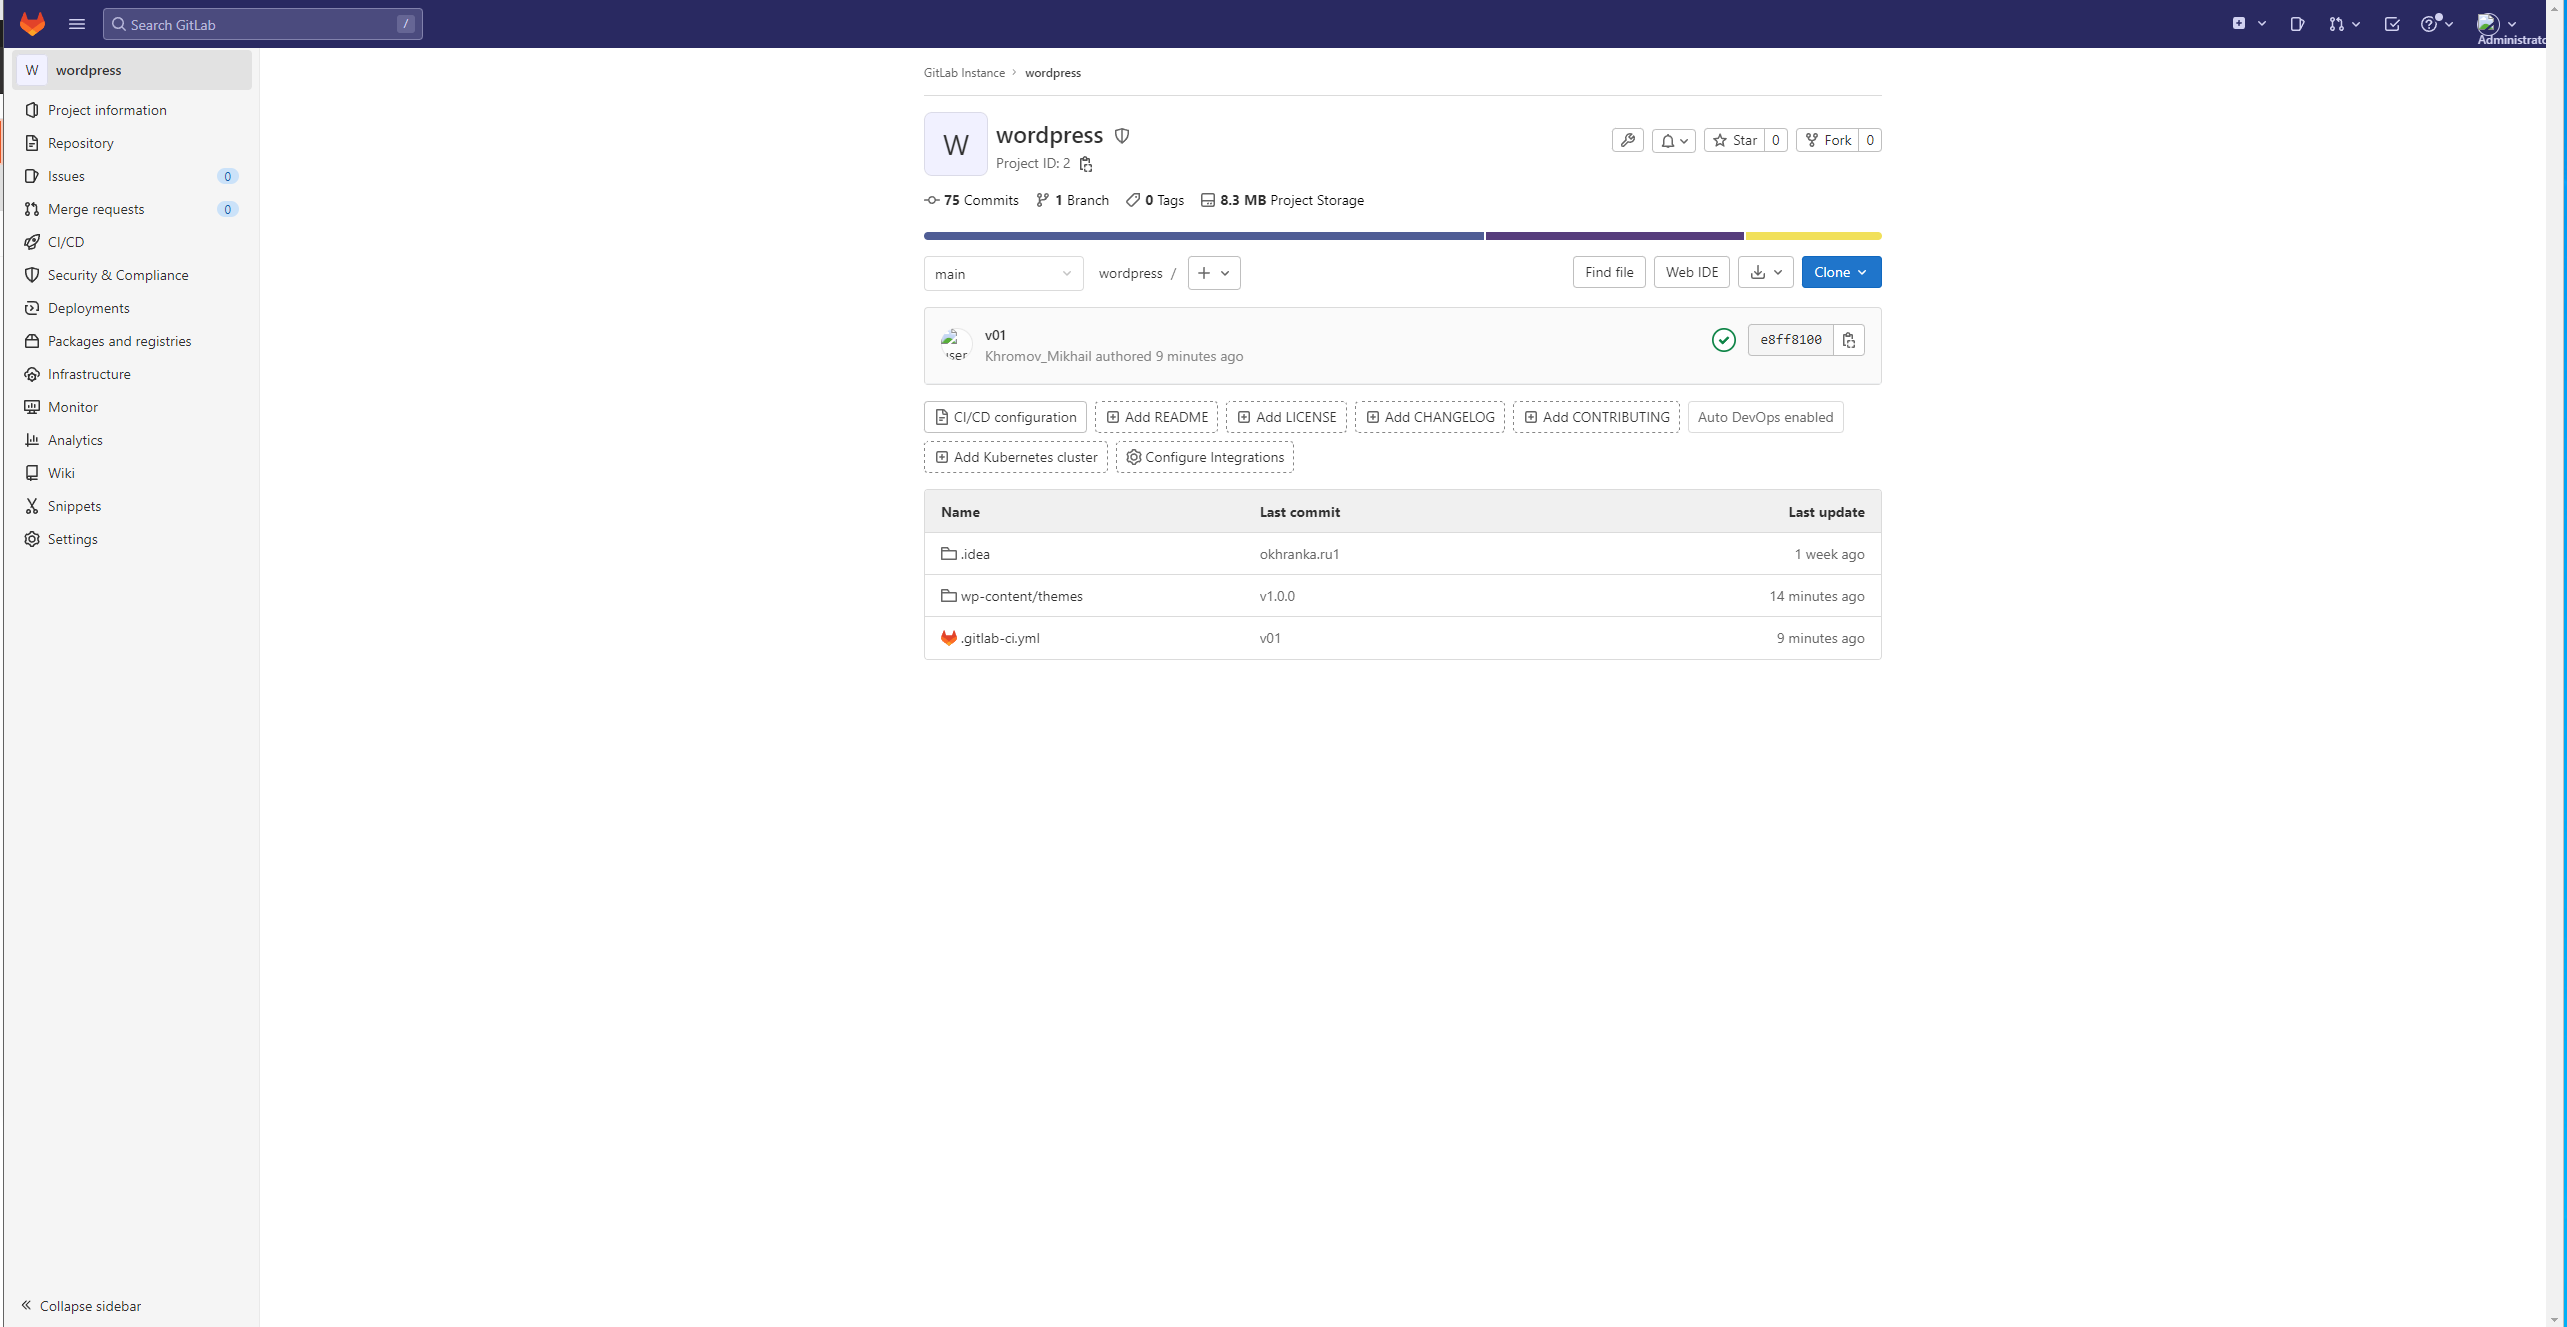 Search GitLab /
Administrato
W wordpress
Project information
Repository
Issues 0
Merge requests 0
CI/CD
Security & Compliance
Deployments
Packages and registries
Infrastructure
Monitor
Analytics
Wiki
Snippets
Settings
Collapse sidebar
GitLab Instance > wordpress
W wordpress
Project ID: 2
Star 0 Fork 0
75 Commits 1 Branch 0 Tags 8.3 MB Project Storage
main wordpress / + Find file Web IDE Clone
user v01
Khromov_Mikhail authored 9 minutes ago
e8ff8100
CI/CD configuration Add README Add LICENSE Add CHANGELOG Add CONTRIBUTING Auto DevOps enabled
Add Kubernetes cluster Configure Integrations
Name Last commit Last update
.idea okhranka.ru1 1 week ago
wp-content/themes v1.0.0 14 minutes ago
.gitlab-ci.yml v01 9 minutes ago